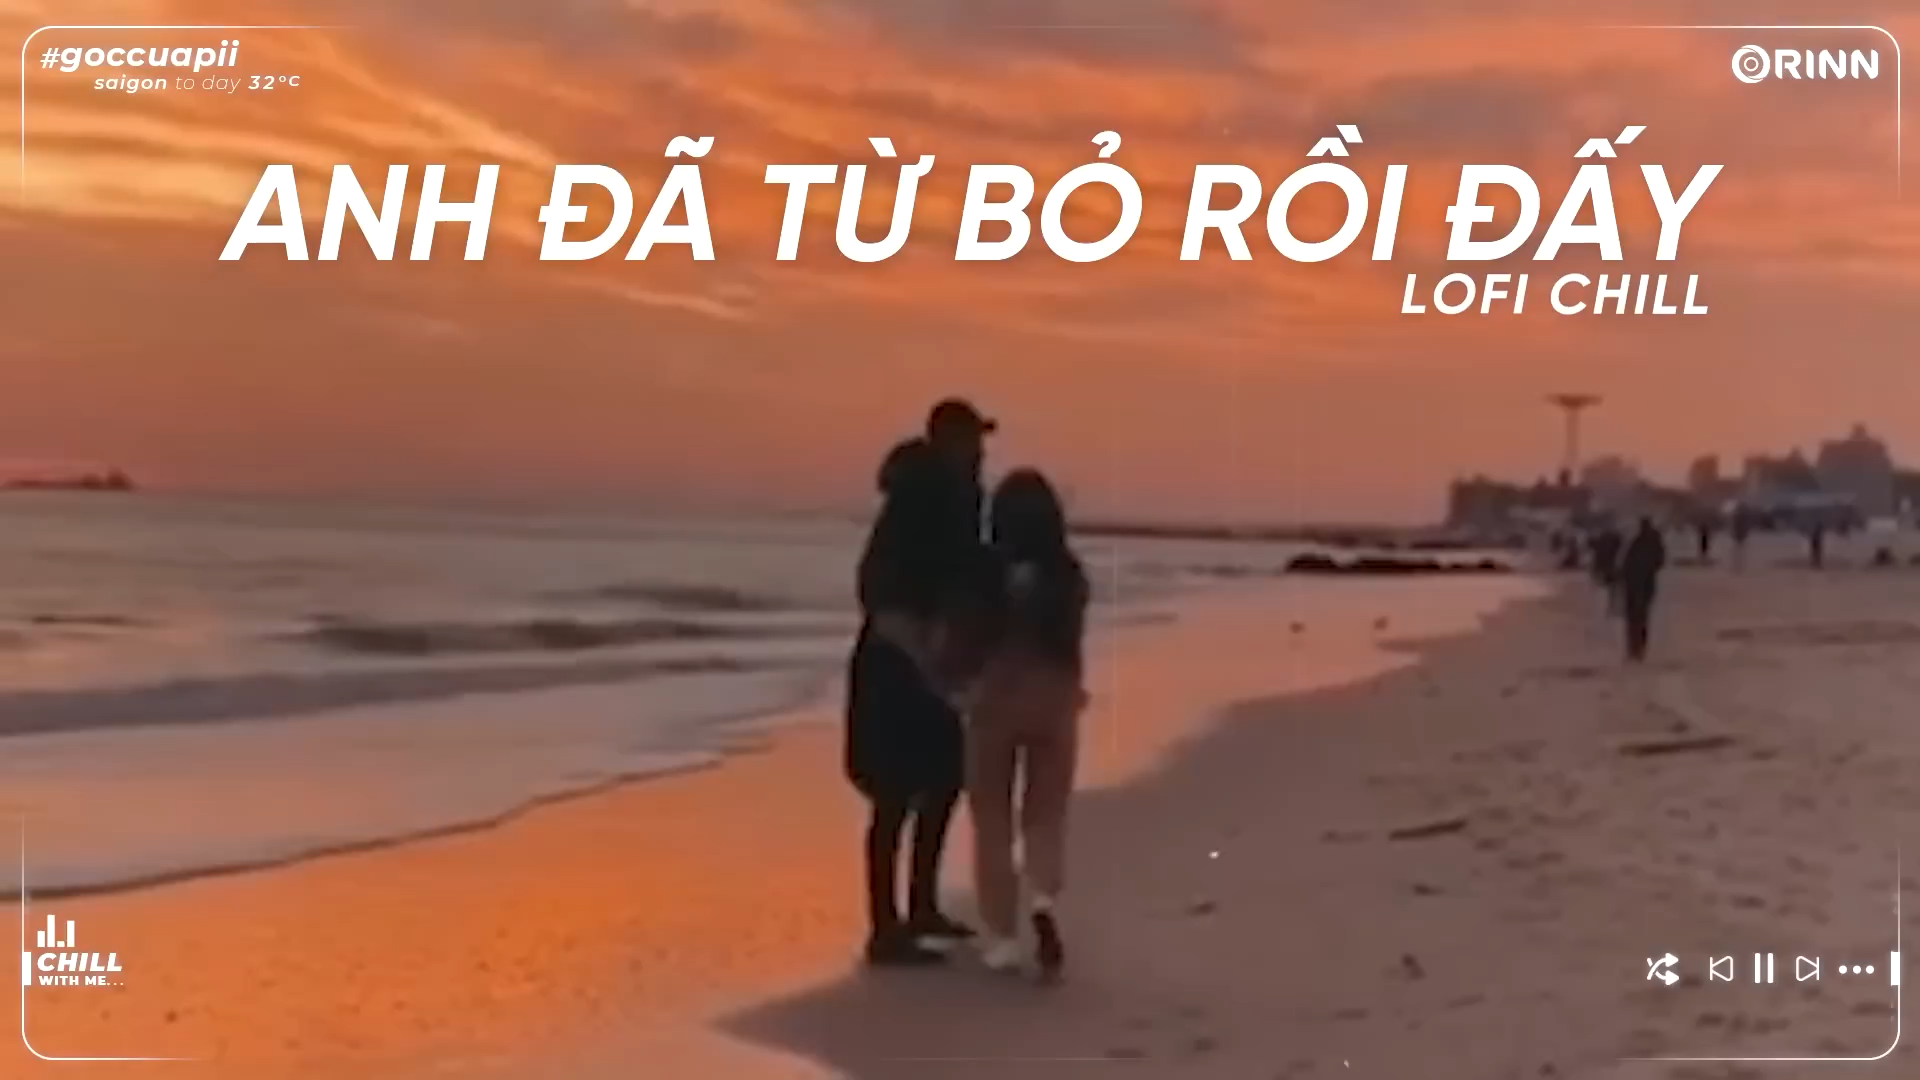 #goccuapii
saigon to day 32°C
ORINN
ANH ĐÃ TỪ BỎ RỒI ĐẤY
LOFI CHILL
CHILL
WITH ME...